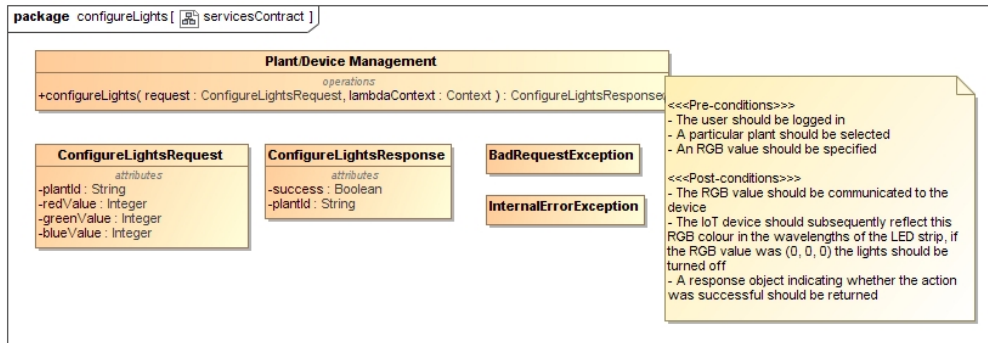 package configureLights [ servicesContract ]
Plant/Device Management
operations
+configureLights( request : ConfigureLightsRequest, lambdaContext : Context ) : ConfigureLightsResponse
ConfigureLightsRequest
attributes
-plantId : String
-redValue : Integer
-greenValue : Integer
-blueValue : Integer
ConfigureLightsResponse
attributes
-success : Boolean
-plantId : String
BadRequestException
InternalErrorException
<<<Pre-conditions>>>
- The user should be logged in
- A particular plant should be selected
- An RGB value should be specified
<<<Post-conditions>>>
- The RGB value should be communicated to the
device
- The IoT device should subsequently reflect this
RGB colour in the wavelengths of the LED strip, if
the RGB value was (0, 0, 0) the lights should be
turned off
- A response object indicating whether the action
was successful should be returned